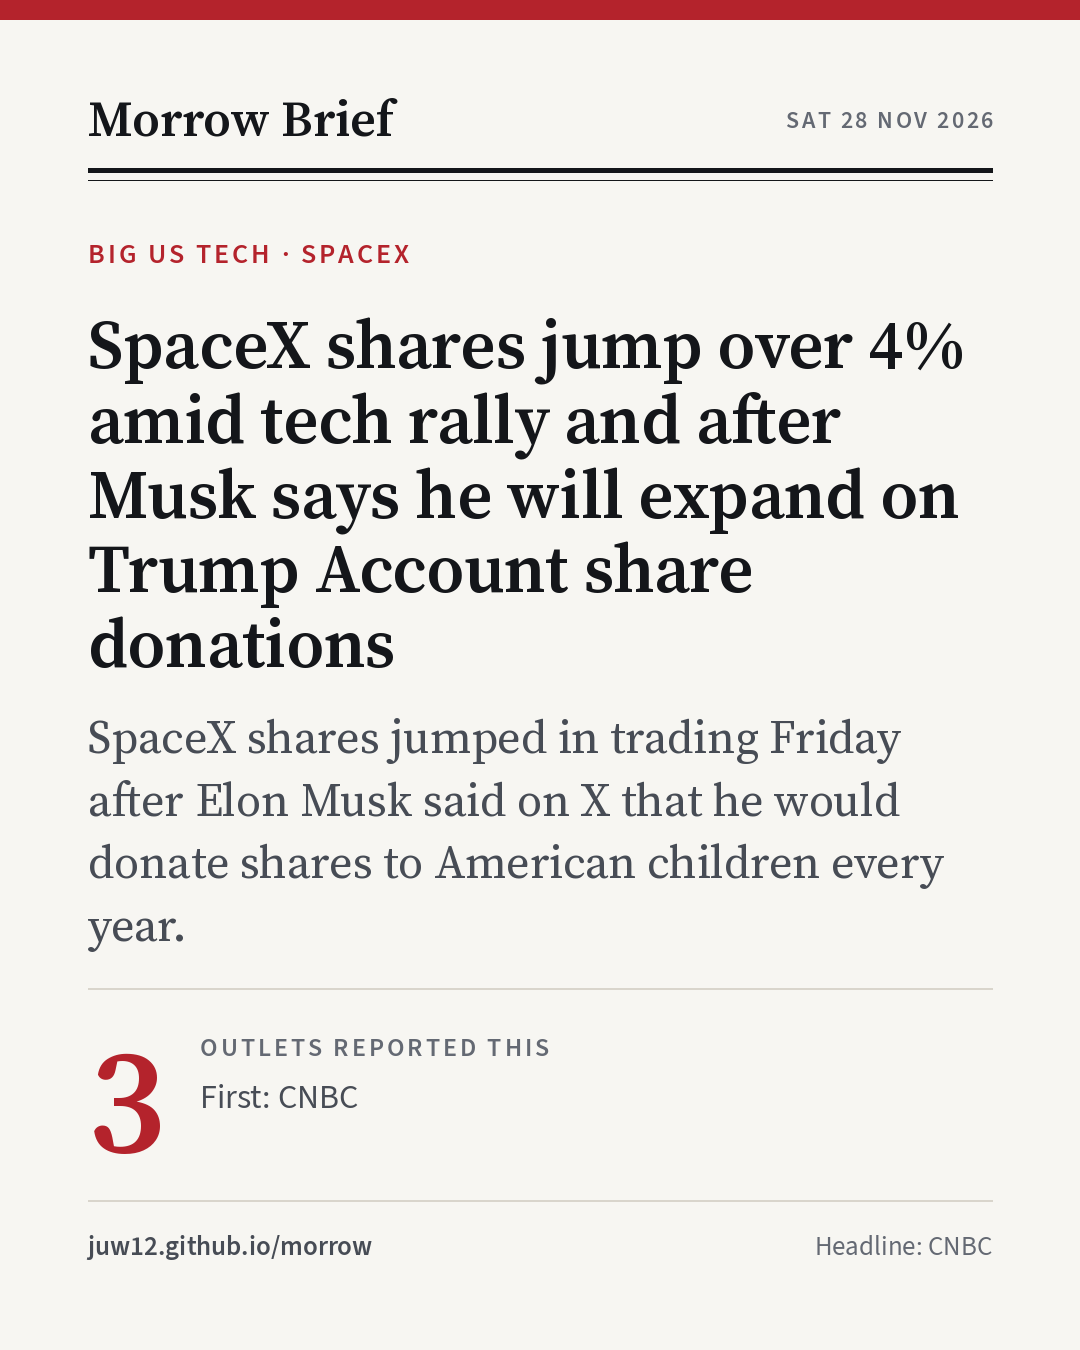 Morrow Brief
SAT 28 NOV 2026
BIG US TECH · SPACEX
SpaceX shares jump over 4%
amid tech rally and after
Musk says he will expand on
Trump Account share
donations
SpaceX shares jumped in trading Friday
after Elon Musk said on X that he would
donate shares to American children every
year.
3
OUTLETS REPORTED THIS
First: CNBC
juw12.github.io/morrow
Headline: CNBC